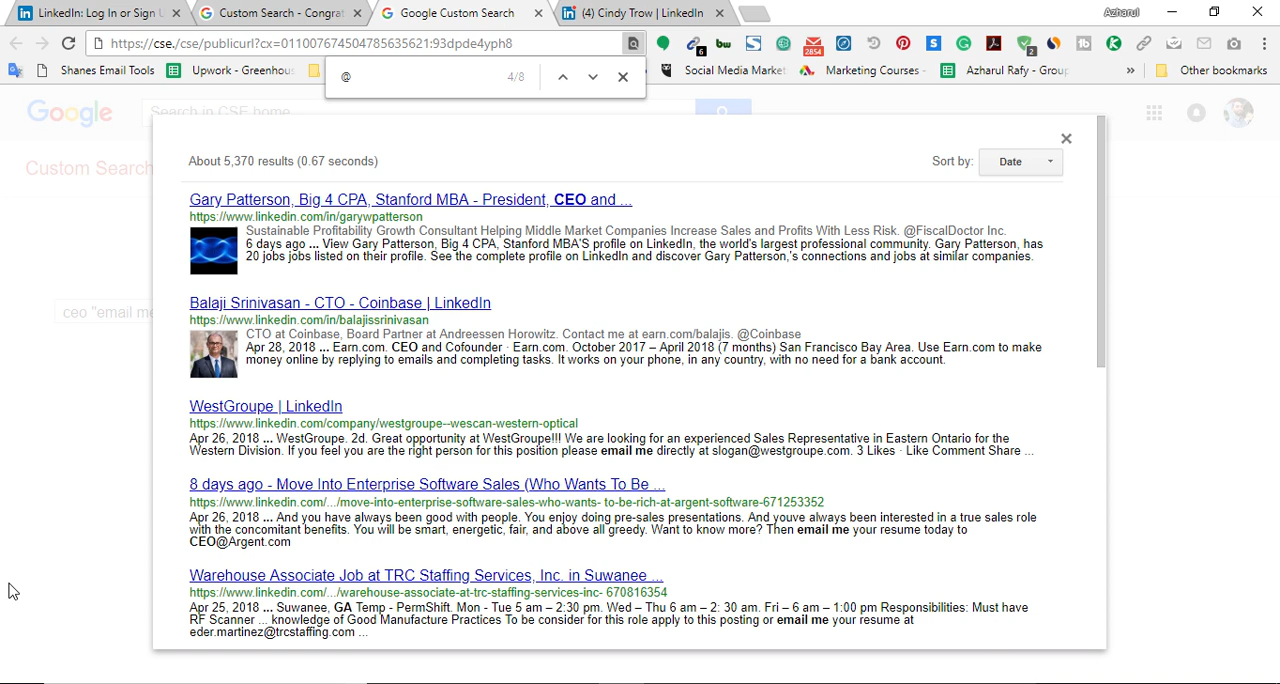 LinkedIn: Log In or Sign U
Custom Search - Congrat
Google Custom Search
(4) Cindy Trow | LinkedIn
Azharul
https://cse./cse/publicurl?cx=011007674504785635621:93dpde4yph8
6
bw
2854
2
Shanes Email Tools
Upwork - Greenhous
@
4/8
Social Media Market
Marketing Courses -
Azharul Rafy - Group
»
Other bookmarks
Google
Search in CSE home
Custom Search
ceo "email me
About 5,370 results (0.67 seconds)
Sort by:
Date
Gary Patterson, Big 4 CPA, Stanford MBA - President, CEO and ...
https://www.linkedin.com/in/garywpatterson
Sustainable Profitability Growth Consultant Helping Middle Market Companies Increase Sales and Profits With Less Risk. @FiscalDoctor Inc.
6 days ago ... View Gary Patterson, Big 4 CPA, Stanford MBA'S profile on LinkedIn, the world's largest professional community. Gary Patterson, has
20 jobs jobs listed on their profile. See the complete profile on LinkedIn and discover Gary Patterson,'s connections and jobs at similar companies.
Balaji Srinivasan - CTO - Coinbase | LinkedIn
https://www.linkedin.com/in/balajissrinivasan
CTO at Coinbase, Board Partner at Andreessen Horowitz. Contact me at earn.com/balajis. @Coinbase
Apr 28, 2018 ... Earn.com. CEO and Cofounder · Earn.com. October 2017 – April 2018 (7 months) San Francisco Bay Area. Use Earn.com to make
money online by replying to emails and completing tasks. It works on your phone, in any country, with no need for a bank account.
WestGroupe | LinkedIn
https://www.linkedin.com/company/westgroupe--wescan-western-optical
Apr 26, 2018 ... WestGroupe. 2d. Great opportunity at WestGroupe!!! We are looking for an experienced Sales Representative in Eastern Ontario for the
Western Division. If you feel you are the right person for this position please email me directly at slogan@westgroupe.com. 3 Likes · Like Comment Share ...
8 days ago - Move Into Enterprise Software Sales (Who Wants To Be ...
https://www.linkedin.com/.../move-into-enterprise-software-sales-who-wants- to-be-rich-at-argent-software-671253352
Apr 26, 2018 ... And you have always been good with people. You enjoy doing pre-sales presentations. And youve always been interested in a true sales role
with the concomitant benefits. You will be smart, energetic, fair, and above all greedy. Want to know more? Then email me your resume today to
CEO@Argent.com
Warehouse Associate Job at TRC Staffing Services, Inc. in Suwanee ...
https://www.linkedin.com/.../warehouse-associate-at-trc-staffing-services-inc- 670816354
Apr 25, 2018 ... Suwanee, GA Temp - PermShift. Mon - Tue 5 am – 2:30 pm. Wed – Thu 6 am – 2: 30 am. Fri – 6 am – 1:00 pm Responsibilities: Must have
RF Scanner ... knowledge of Good Manufacture Practices To be consider for this role apply to this posting or email me your resume at
eder.martinez@trcstaffing.com ...